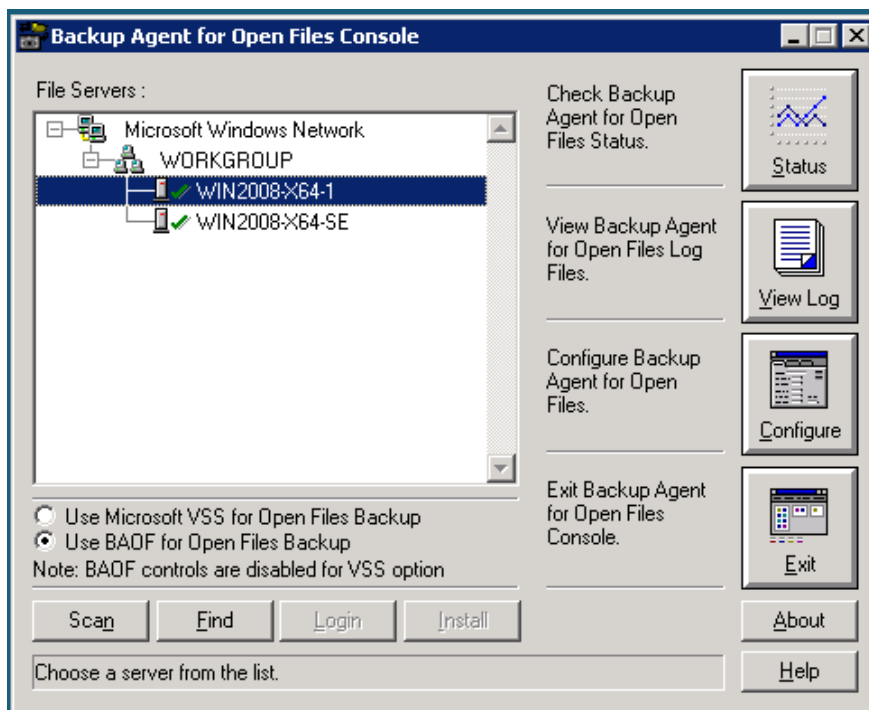 Backup Agent for Open Files Console
File Servers :
Microsoft Windows Network
WORKGROUP
WIN2008-X64-1
WIN2008-X64-SE
Use Microsoft VSS for Open Files Backup
Use BAOF for Open Files Backup
Note: BAOF controls are disabled for VSS option
Scan
Find
Login
Install
Choose a server from the list.
Check Backup
Agent for Open
Files Status.
Status
View Backup Agent
for Open Files Log
Files.
View Log
Configure Backup
Agent for Open
Files.
Configure
Exit Backup Agent
for Open Files
Console.
Exit
About
Help